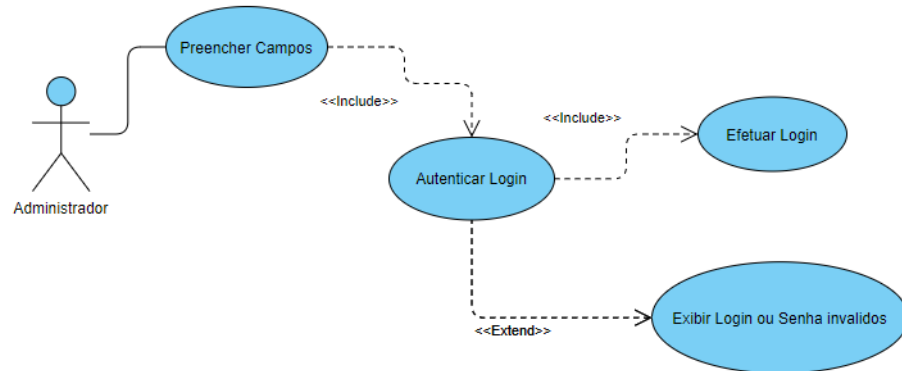 Preencher Campos
<<Include>>
<<Include>>
Efetuar Login
Autenticar Login
Administrador
Exibir Login ou Senha invalidos
<<Extend>>